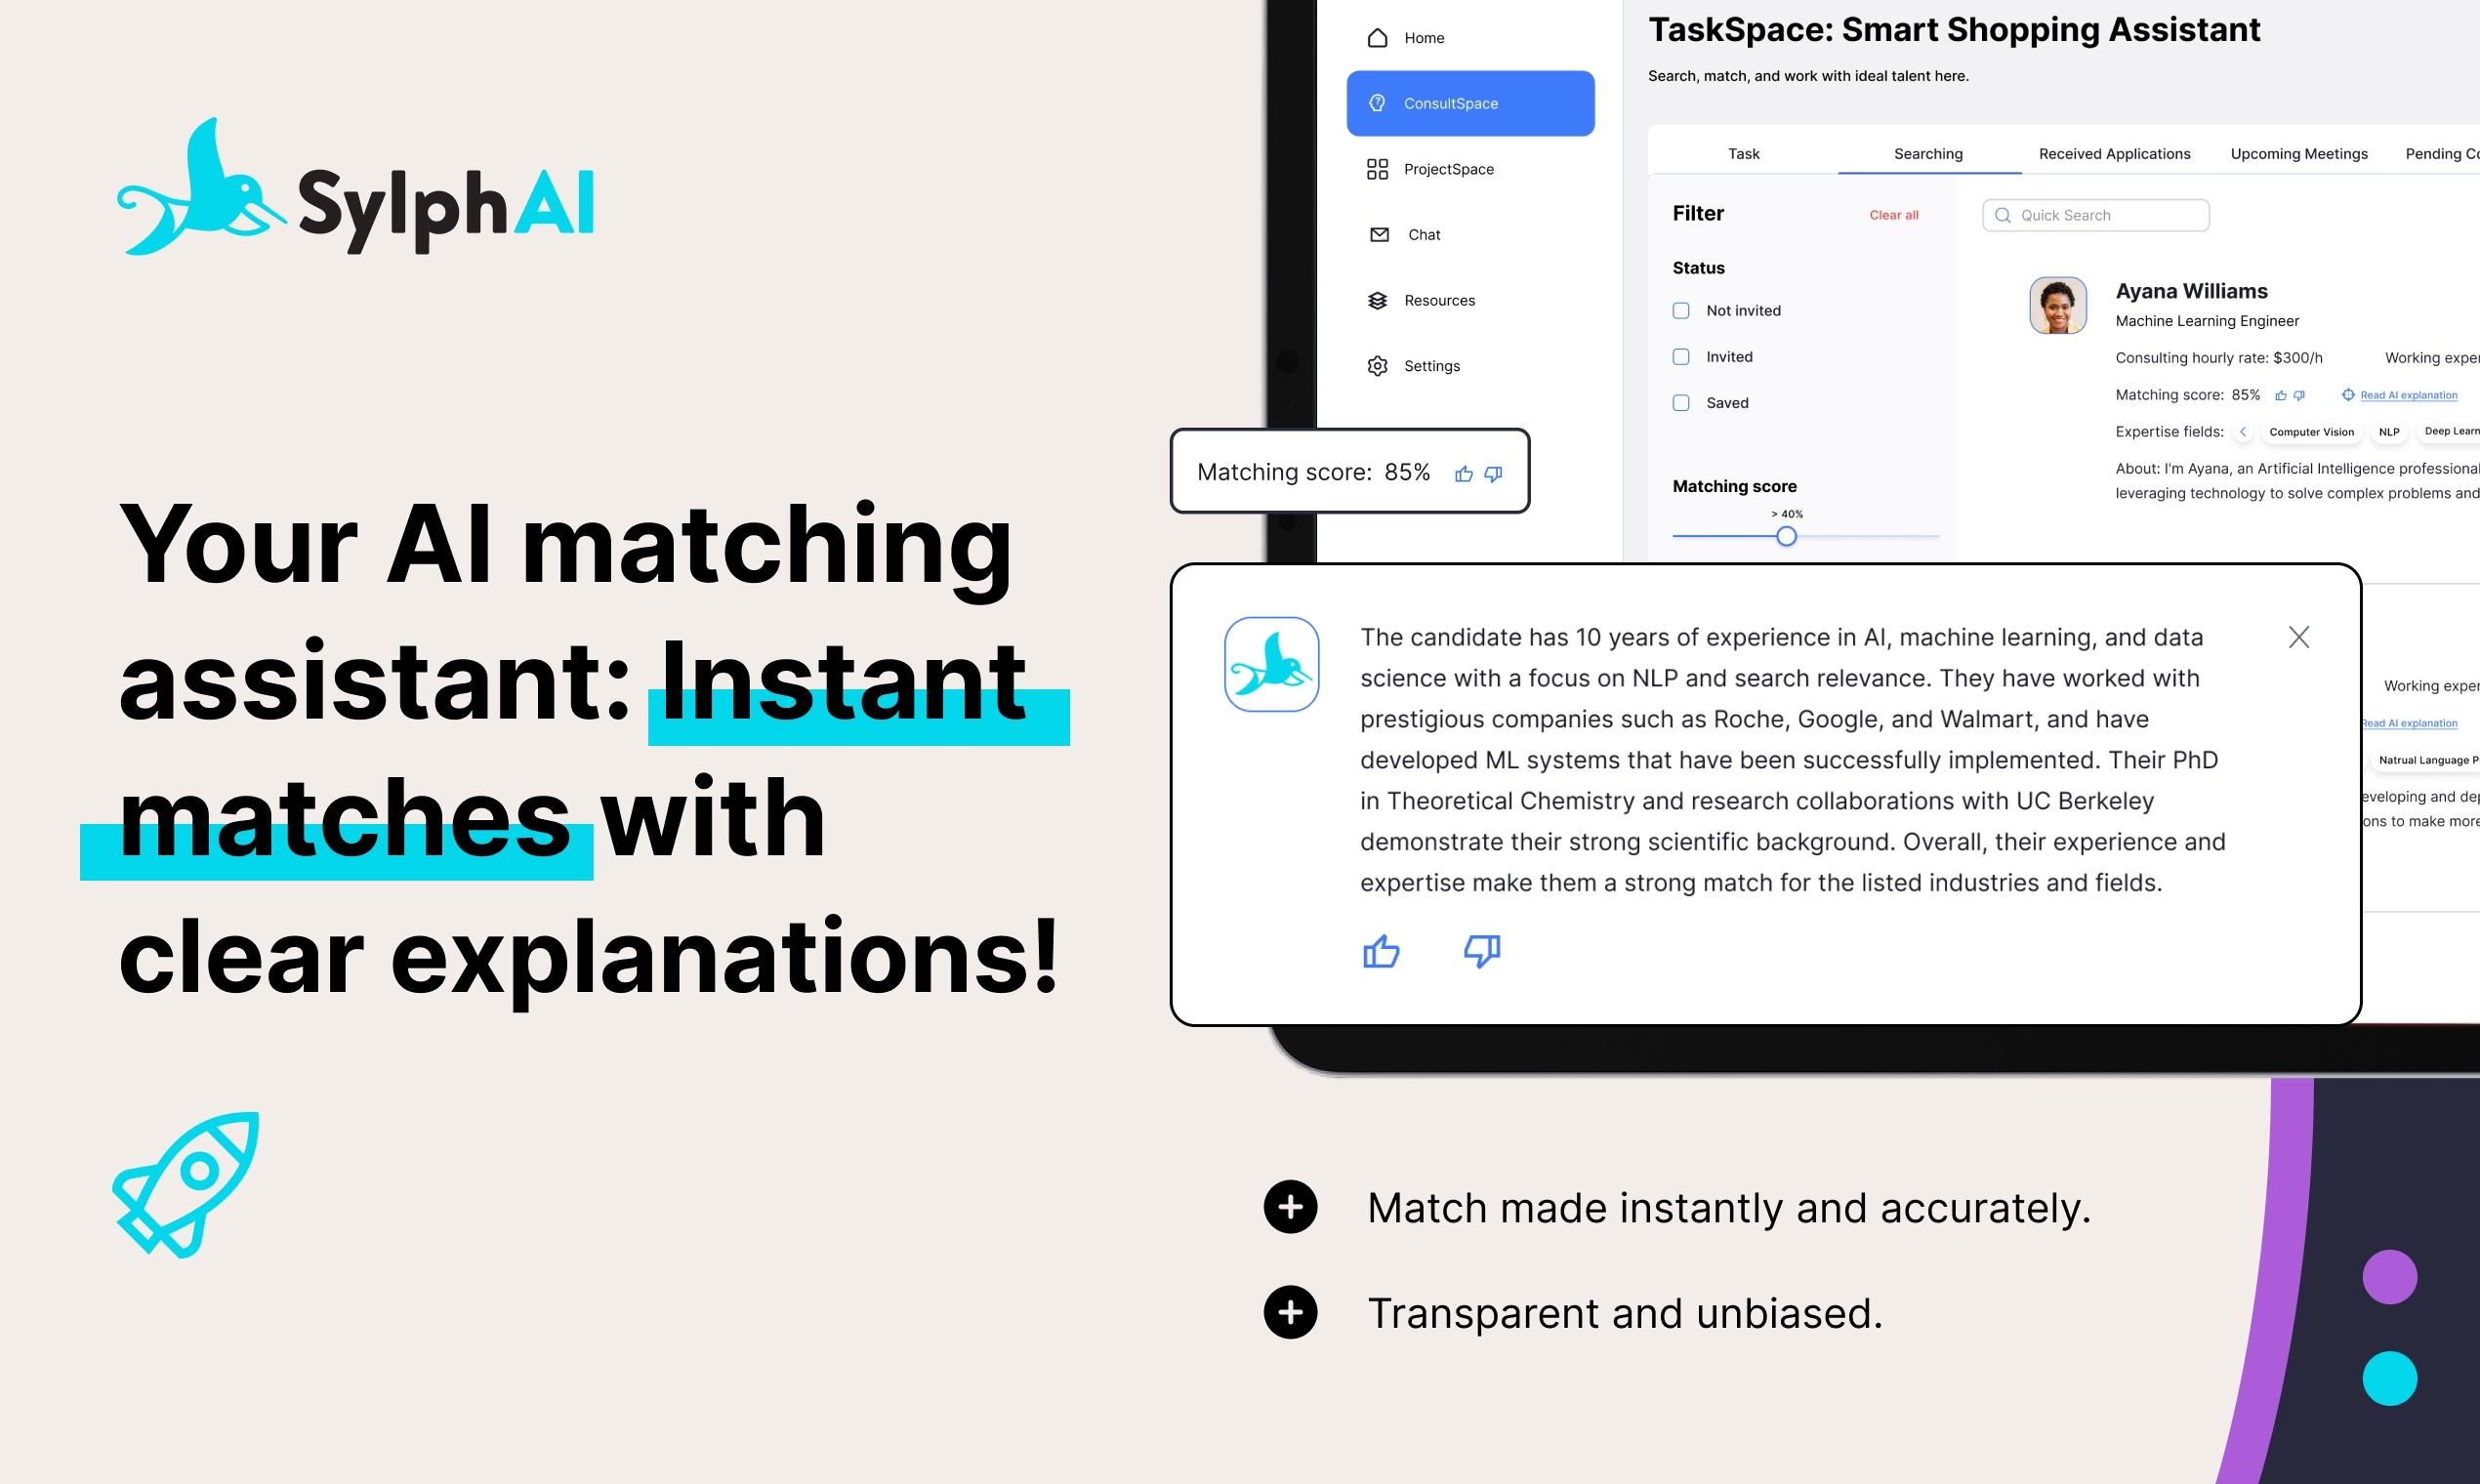 SylphAI
Your AI matching
assistant: Instant
matches with
clear explanations!
Home
ConsultSpace
ProjectSpace
Chat
Resources
Settings
TaskSpace: Smart Shopping Assistant
Search, match, and work with ideal talent here.
Task
Searching
Received Applications
Upcoming Meetings
Pending
Filter
Clear all
Status
Not invited
Invited
Saved
Matching score
> 40%
Quick Search
Ayana Williams
Machine Learning Engineer
Consulting hourly rate: $300/h
Working
Matching score: 85%
Read AI explanation
Expertise fields:
Computer Vision
NLP
Deep
About: I'm Ayana, an Artificial Intelligence professional
leveraging technology to solve complex problems and
Matching score: 85%
The candidate has 10 years of experience in AI, machine learning, and data
science with a focus on NLP and search relevance. They have worked with
prestigious companies such as Roche, Google, and Walmart, and have
developed ML systems that have been successfully implemented. Their PhD
in Theoretical Chemistry and research collaborations with UC Berkeley
demonstrate their strong scientific background. Overall, their experience and
expertise make them a strong match for the listed industries and fields.
Working
Read AI explanation
Natrual Language
eveloping and
ons to make more
Match made instantly and accurately.
Transparent and unbiased.